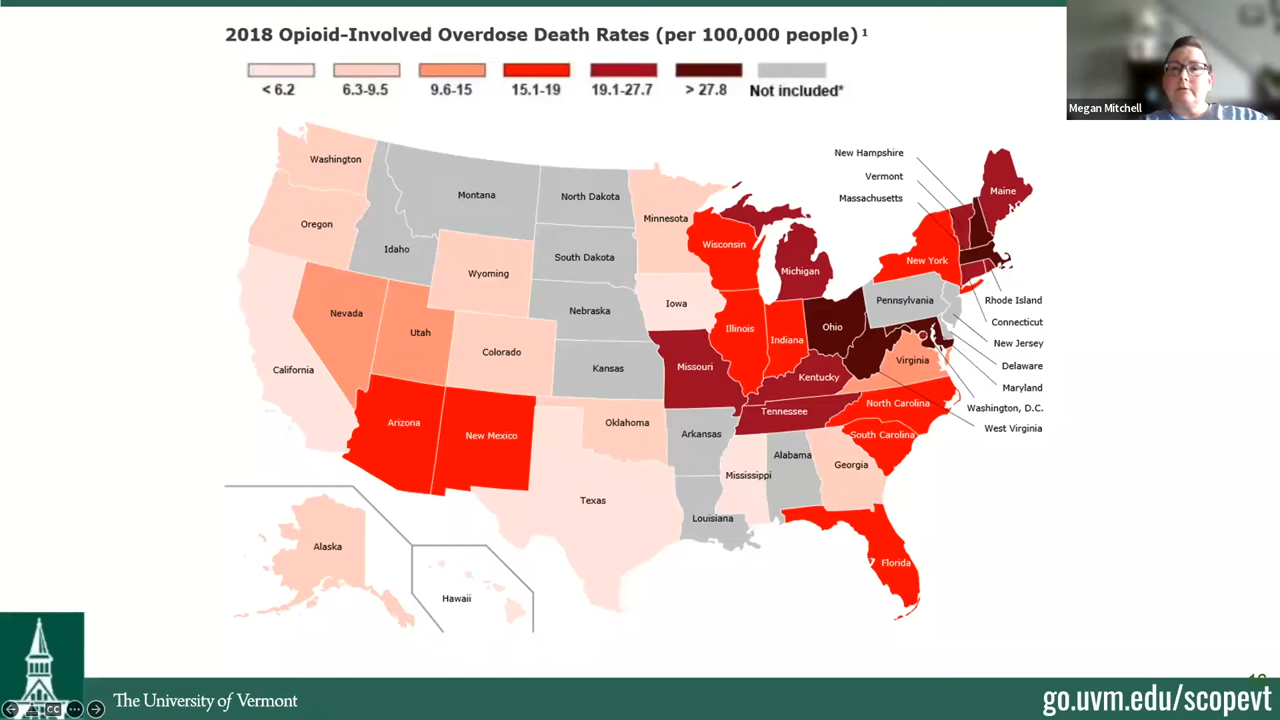 2018 Opioid-Involved Overdose Death Rates (per 100,000 people) 1
< 6.2
6.3-9.5
9.6-15
15.1-19
19.1-27.7
> 27.8
Not included*
Megan Mitchell
New Hampshire
Vermont
Massachusetts
Maine
Washington
Montana
North Dakota
Minnesota
Oregon
Idaho
South Dakota
Wisconsin
Michigan
New York
Wyoming
Iowa
Nebraska
Pennsylvania
Rhode Island
Connecticut
New Jersey
Delaware
Maryland
Washington, D.C.
West Virginia
Nevada
Utah
Colorado
Kansas
Illinois
Indiana
Ohio
Virginia
California
Missouri
Kentucky
Arizona
New Mexico
Oklahoma
Arkansas
Tennessee
North Carolina
South Carolina
Texas
Louisiana
Mississippi
Alabama
Georgia
Florida
Alaska
Hawaii
CC
The University of Vermont
go.uvm.edu/scopevt